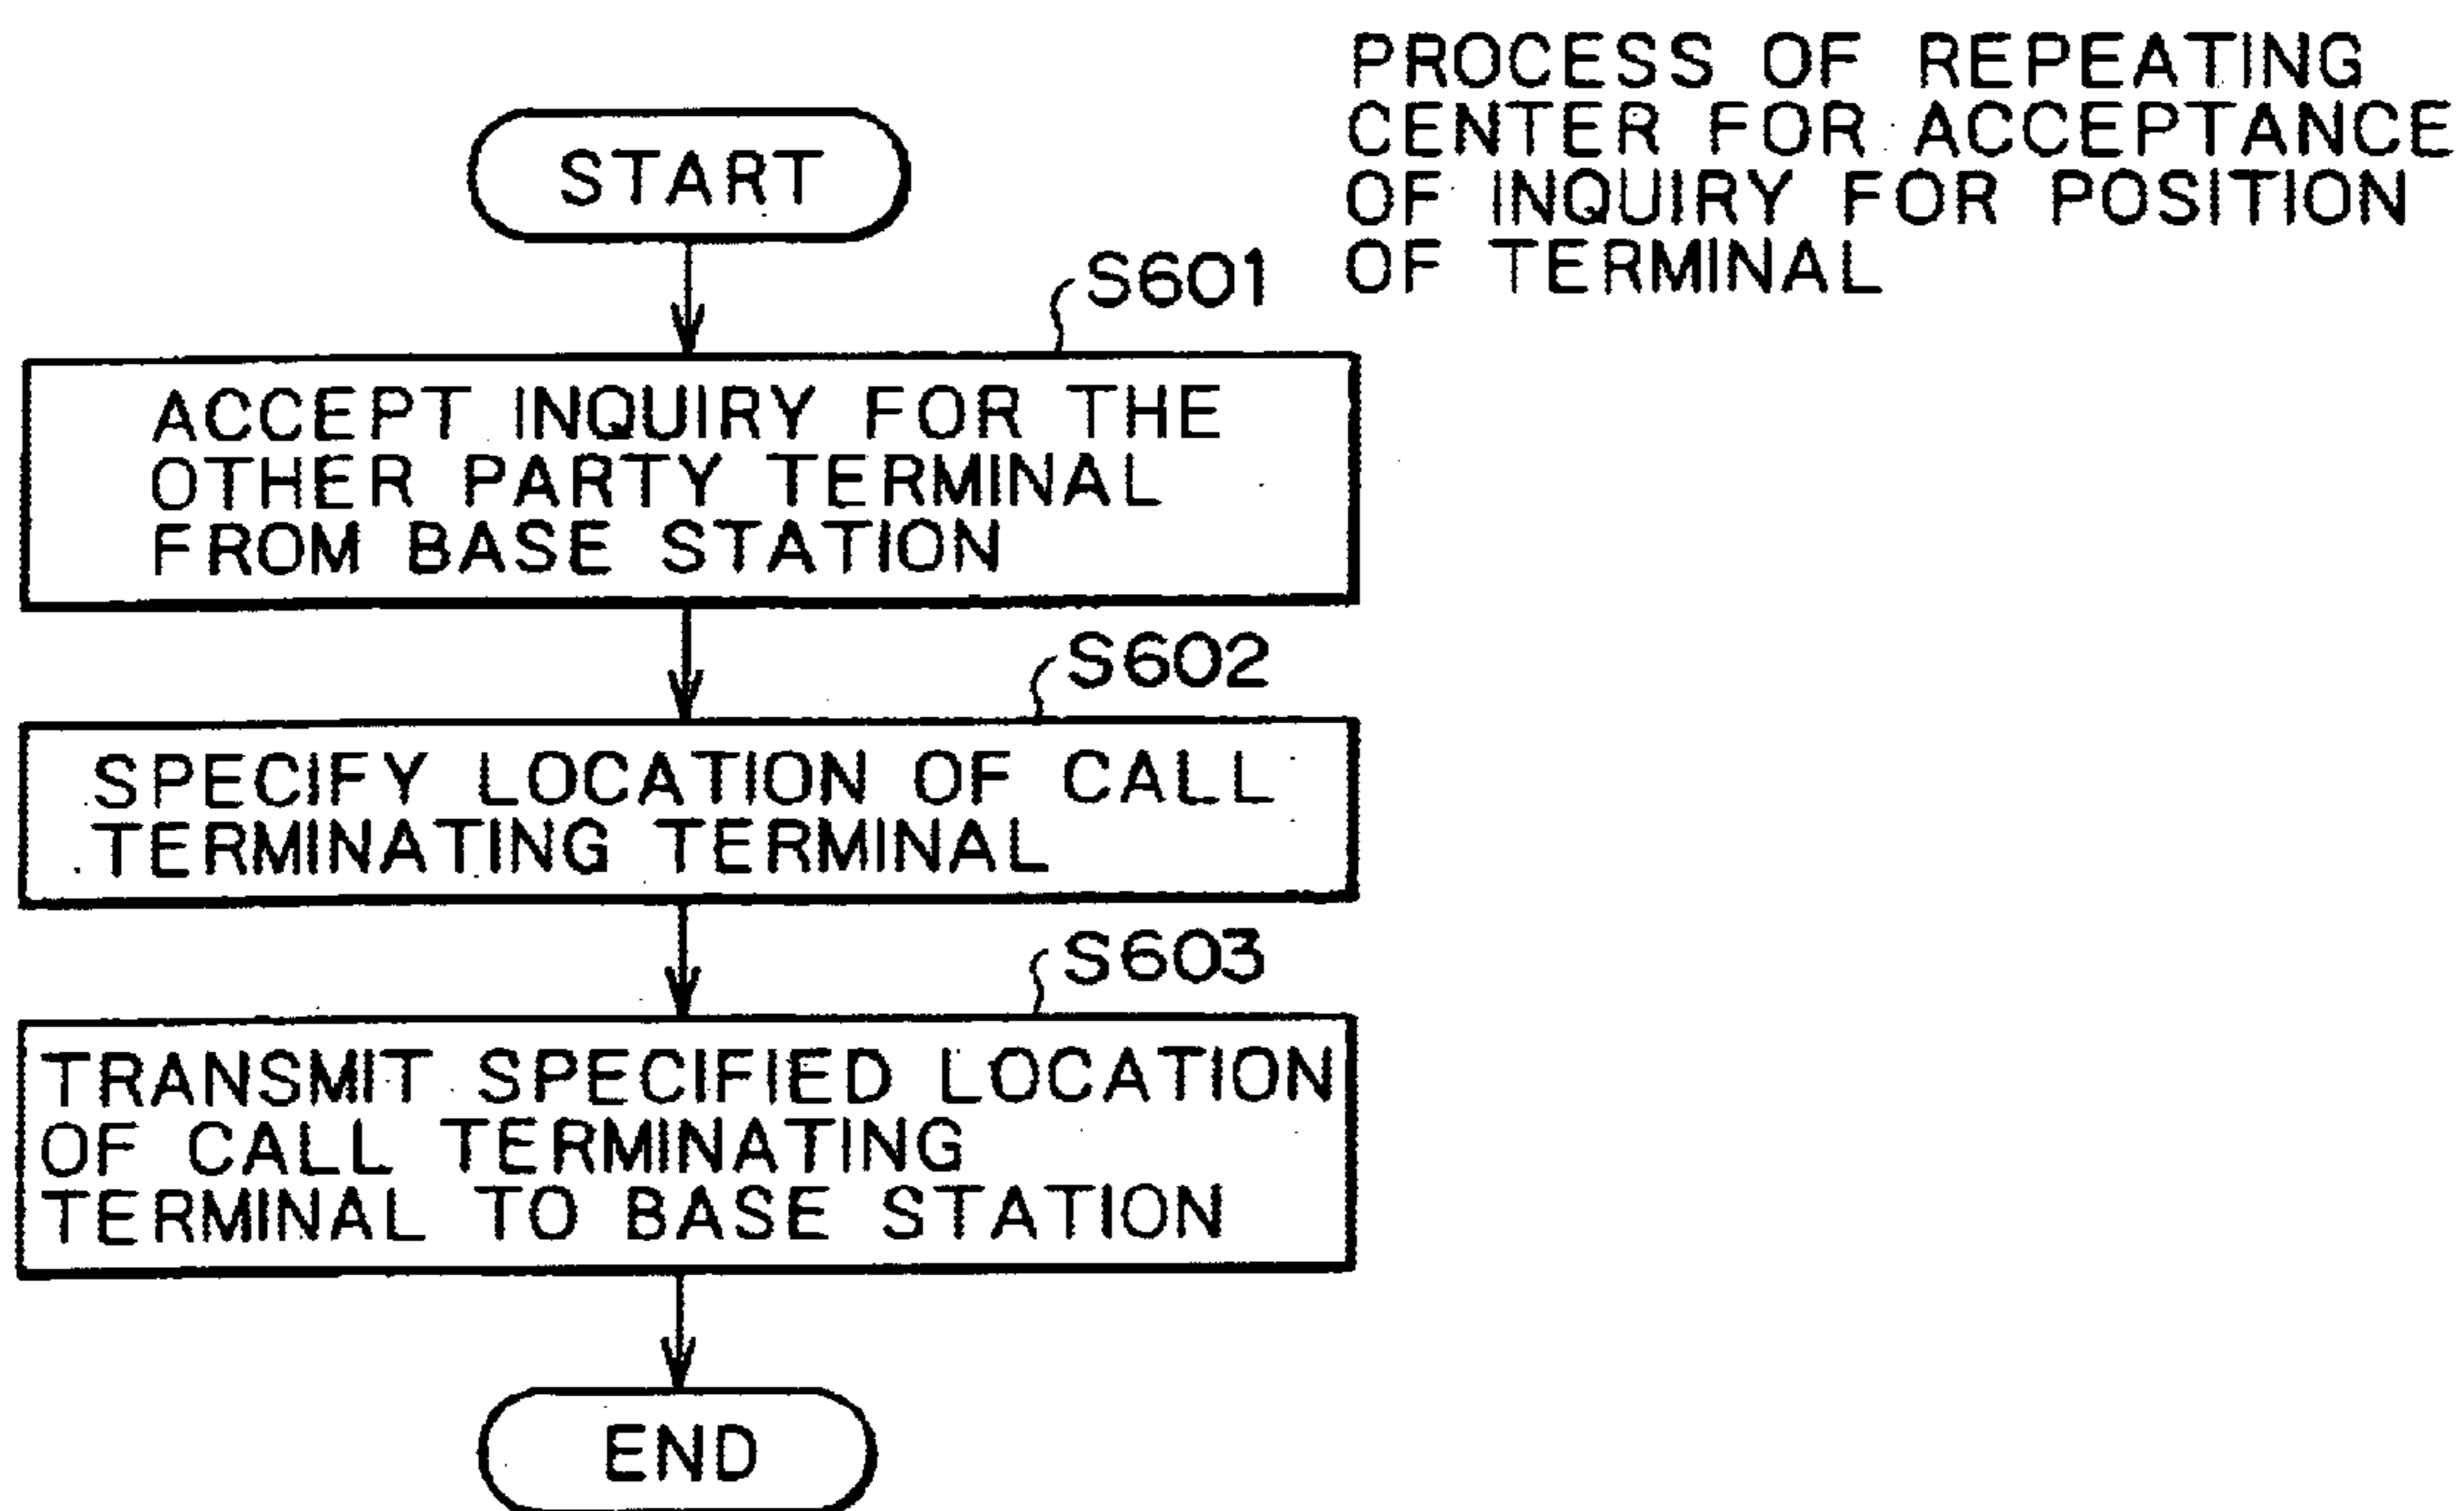 PROCESS OF REPEATING
CENTER FOR ACCEPTANCE
OF INQUIRY FOR POSITION
OF TERMINAL
START
S601
ACCEPT INQUIRY FOR THE
OTHER PARTY TERMINAL
FROM BASE STATION
S602
SPECIFY LOCATION OF CALL
TERMINATING TERMINAL
S603
TRANSMIT SPECIFIED LOCATION
OF CALL TERMINATING
TERMINAL TO BASE STATION
END